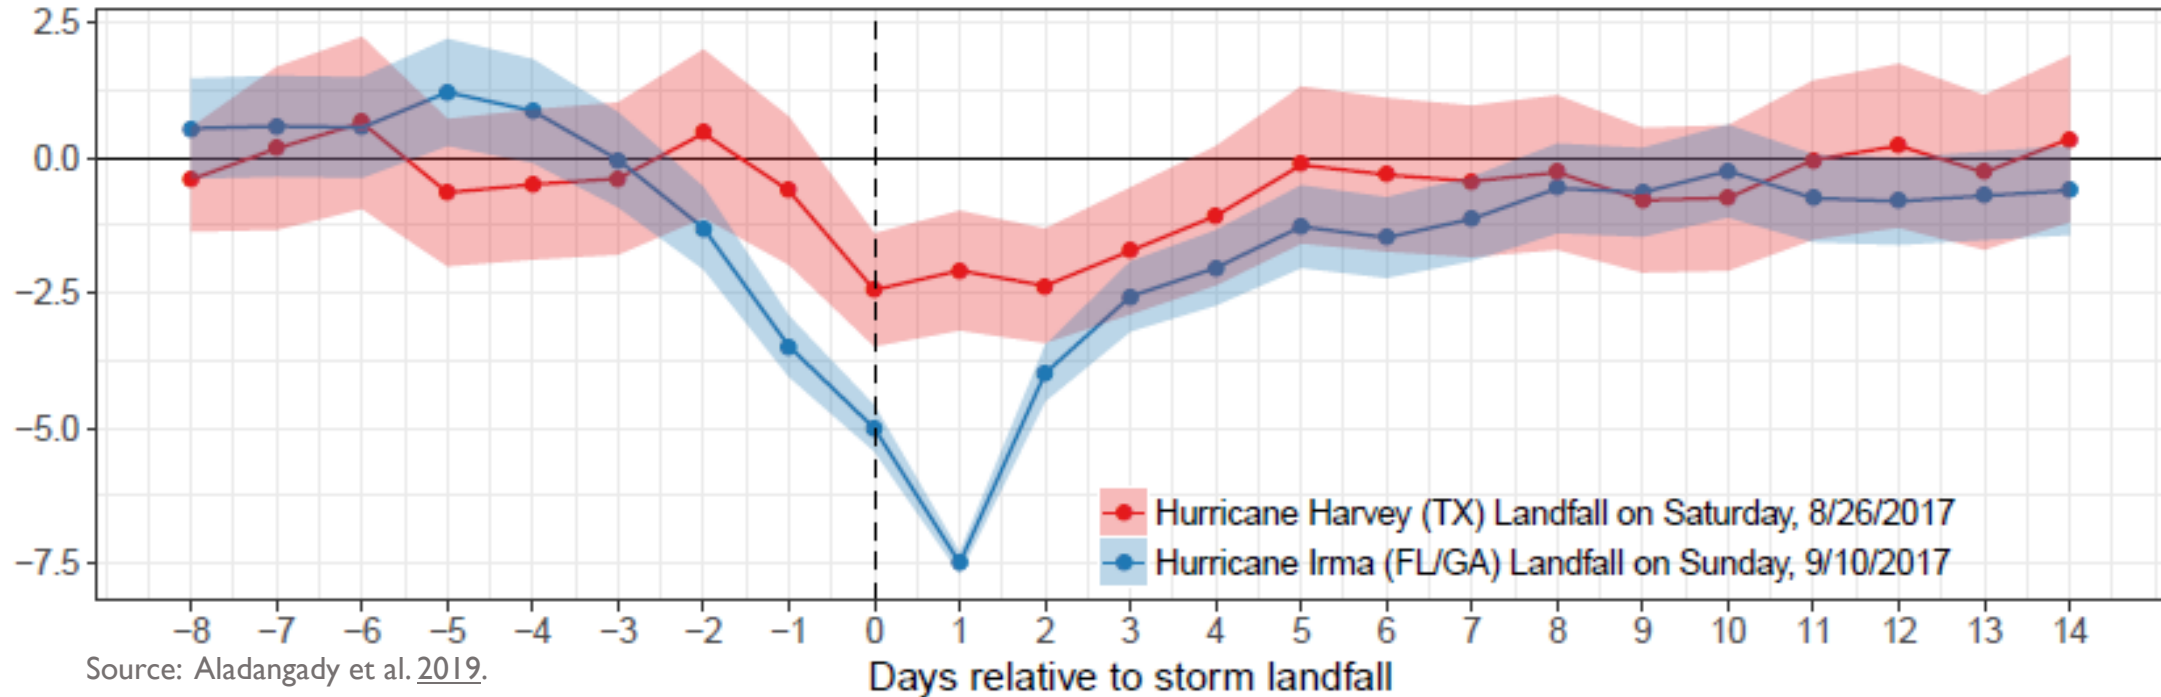 2.5
0.0
−2.5
−5.0
−7.5
Hurricane Harvey (TX) Landfall on Saturday, 8/26/2017
Hurricane Irma (FL/GA) Landfall on Sunday, 9/10/2017
−8 −7 −6 −5 −4 −3 −2 −1 0 1 2 3 4 5 6 7 8 9 10 11 12 13 14
Source: Aladangady et al. 2019.
Days relative to storm landfall